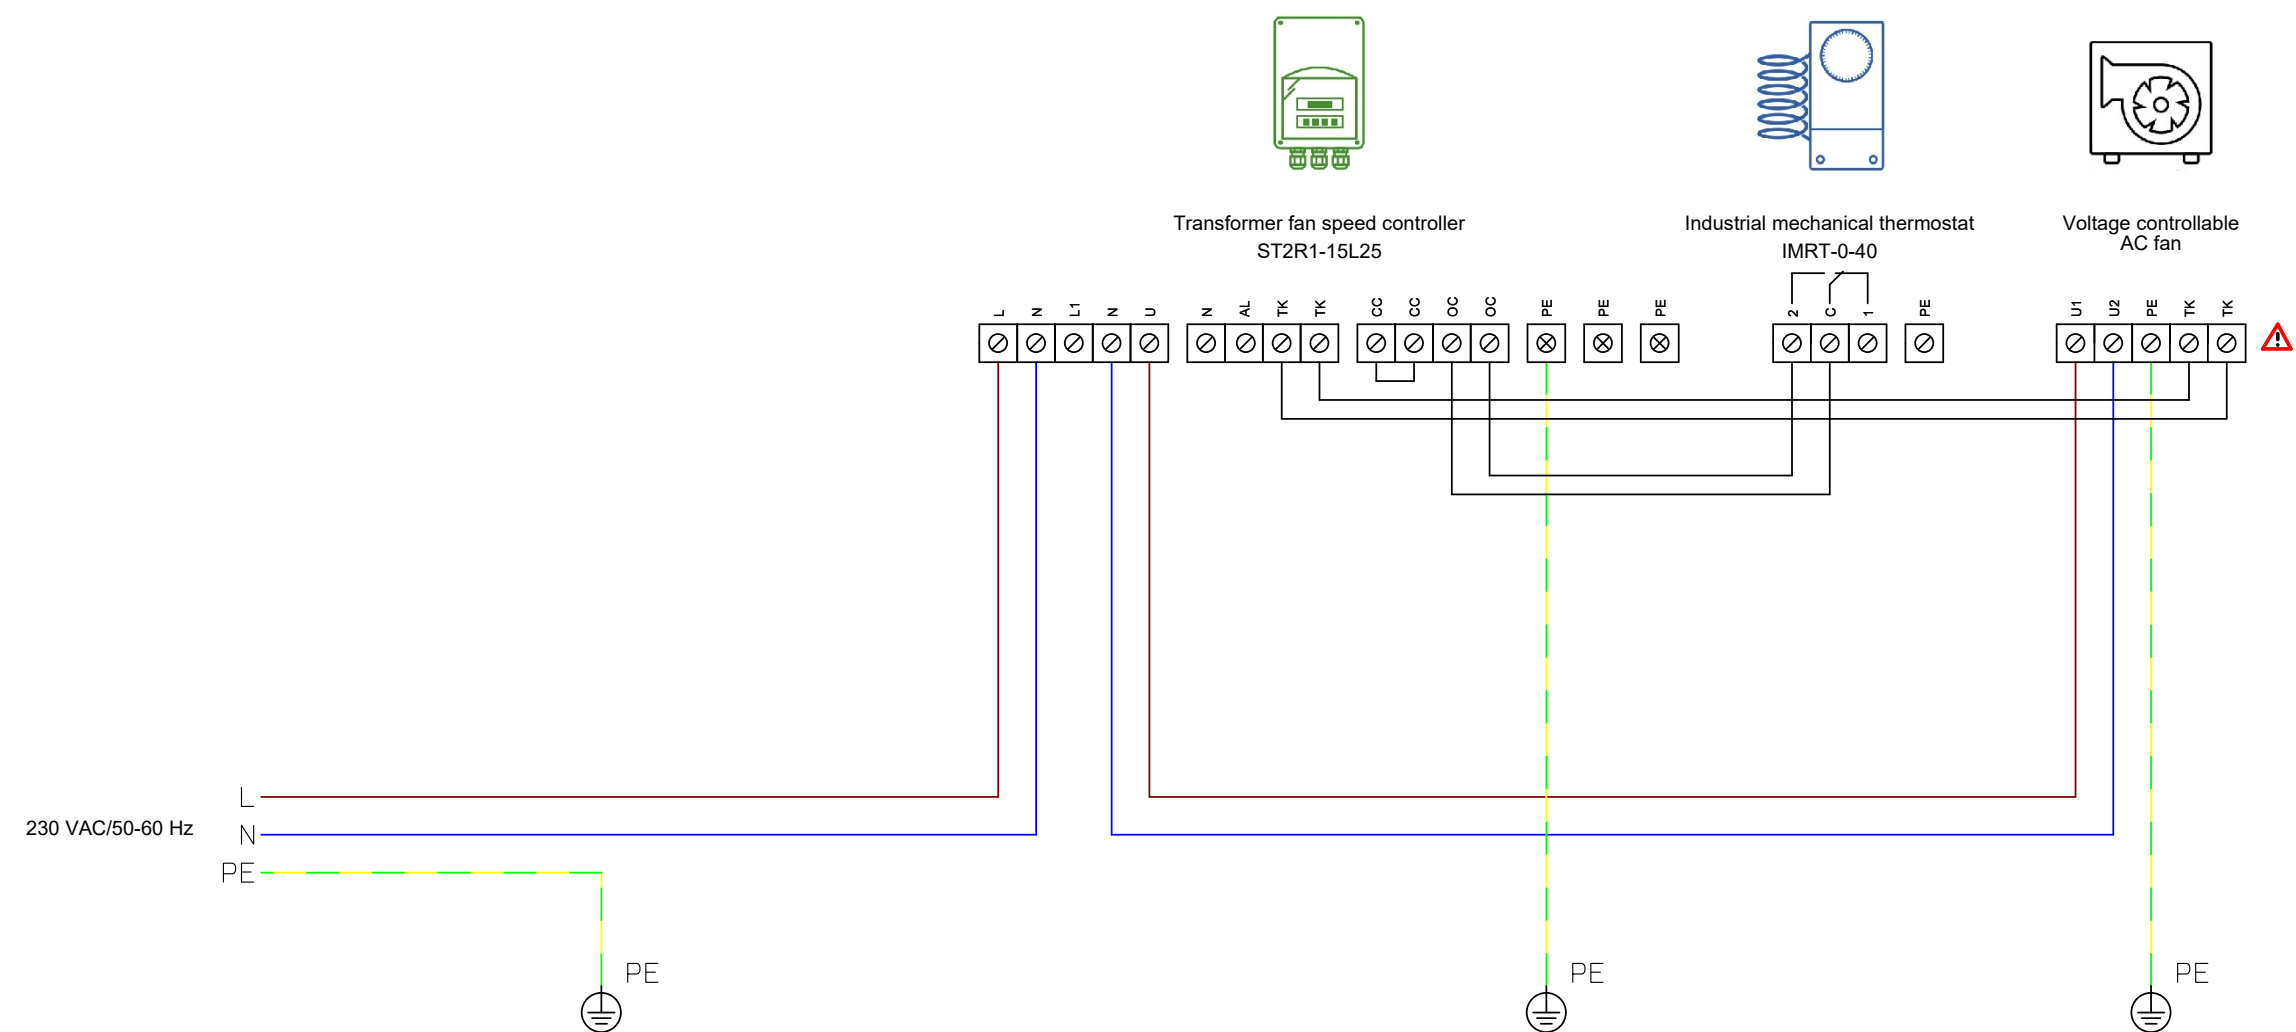 Transformer fan speed controller
ST2R1-15L25
Industrial mechanical thermostat
IMRT-0-40
Voltage controllable
AC fan
L N L1 N U N AL TK TK CC CC OC OC PE PE PE 2 C 1 PE U1 U2 PE TK TK
L
230 VAC/50-60 Hz
N
PE
PE PE PE